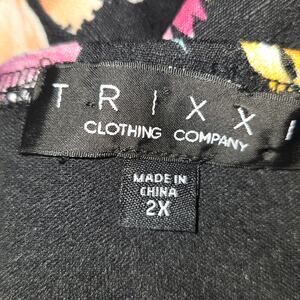 TRIXXI
CLOTHING COMPANY
MADE IN
CHINA
2X